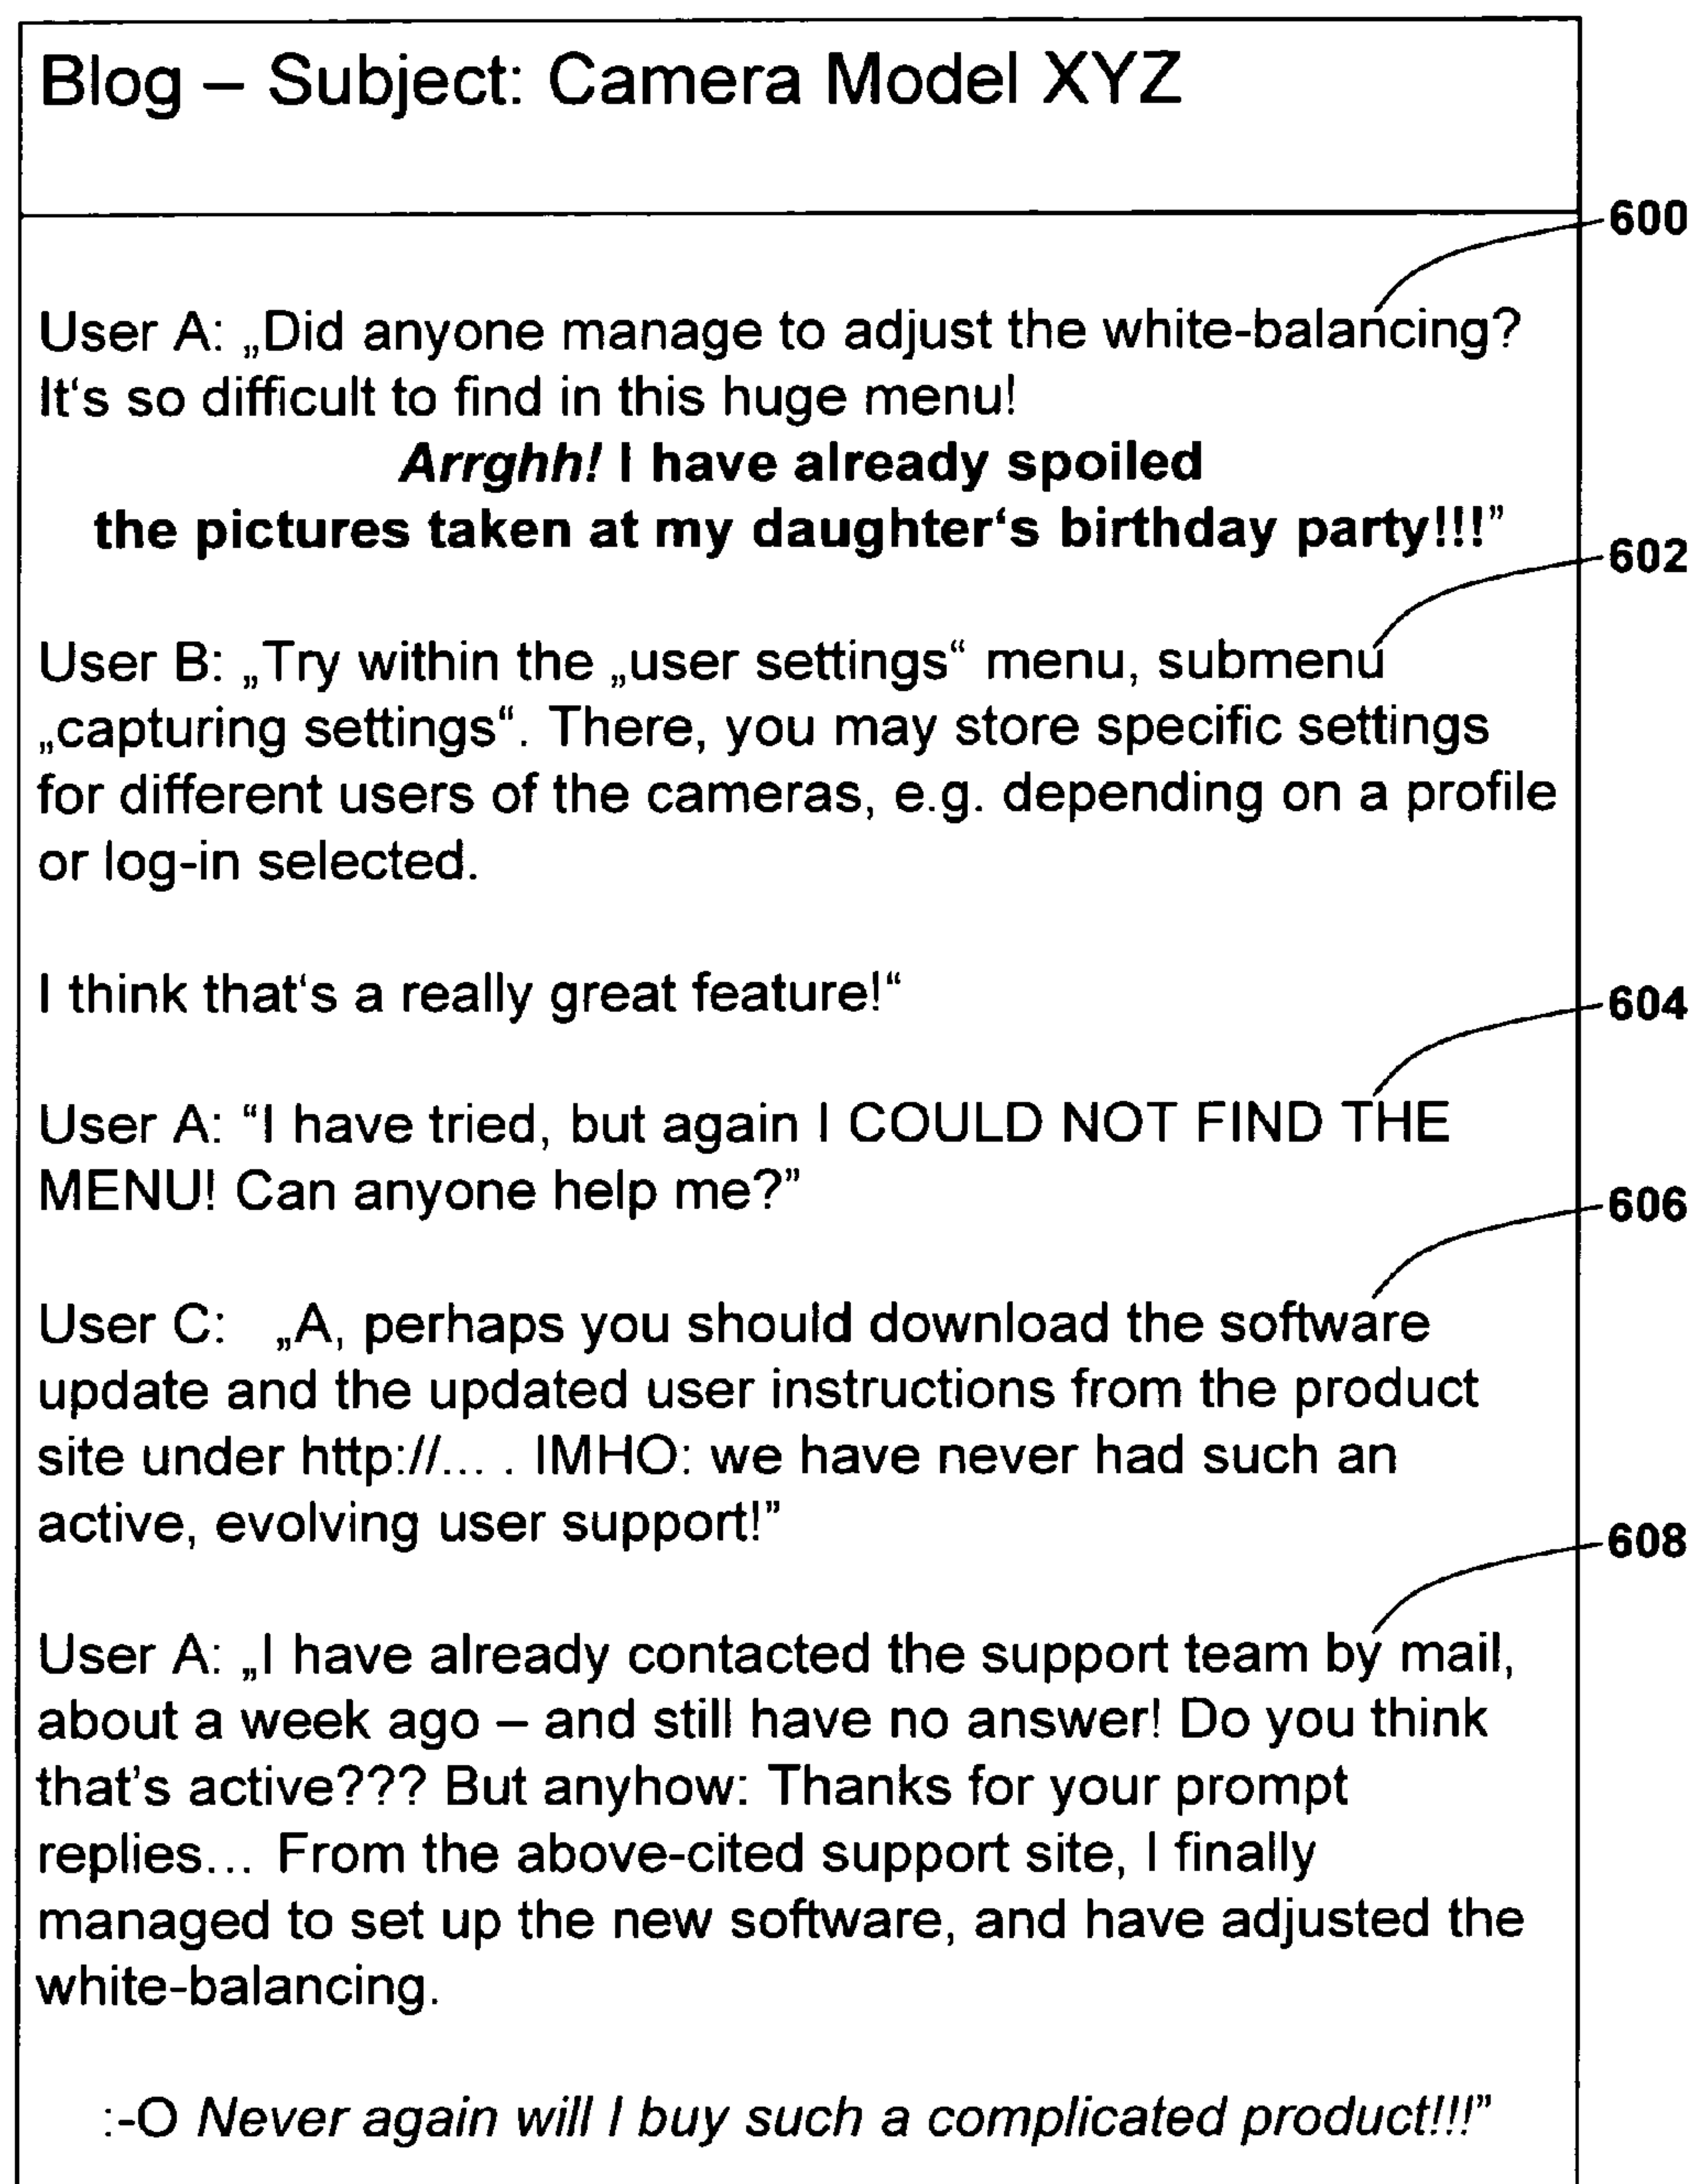 Blog – Subject: Camera Model XYZ
600
User A: „Did anyone manage to adjust the white-balancing?
It‘s so difficult to find in this huge menu!
Arrghh! I have already spoiled
the pictures taken at my daughter‘s birthday party!!!”
602
User B: „Try within the „user settings“ menu, submenu
„capturing settings“. There, you may store specific settings
for different users of the cameras, e.g. depending on a profile
or log-in selected.
I think that‘s a really great feature!“
604
User A: “I have tried, but again I COULD NOT FIND THE
MENU! Can anyone help me?”
606
User C: „A, perhaps you should download the software
update and the updated user instructions from the product
site under http://... . IMHO: we have never had such an
active, evolving user support!”
608
User A: „I have already contacted the support team by mail,
about a week ago – and still have no answer! Do you think
that’s active??? But anyhow: Thanks for your prompt
replies... From the above-cited support site, I finally
managed to set up the new software, and have adjusted the
white-balancing.
:-O Never again will I buy such a complicated product!!!”